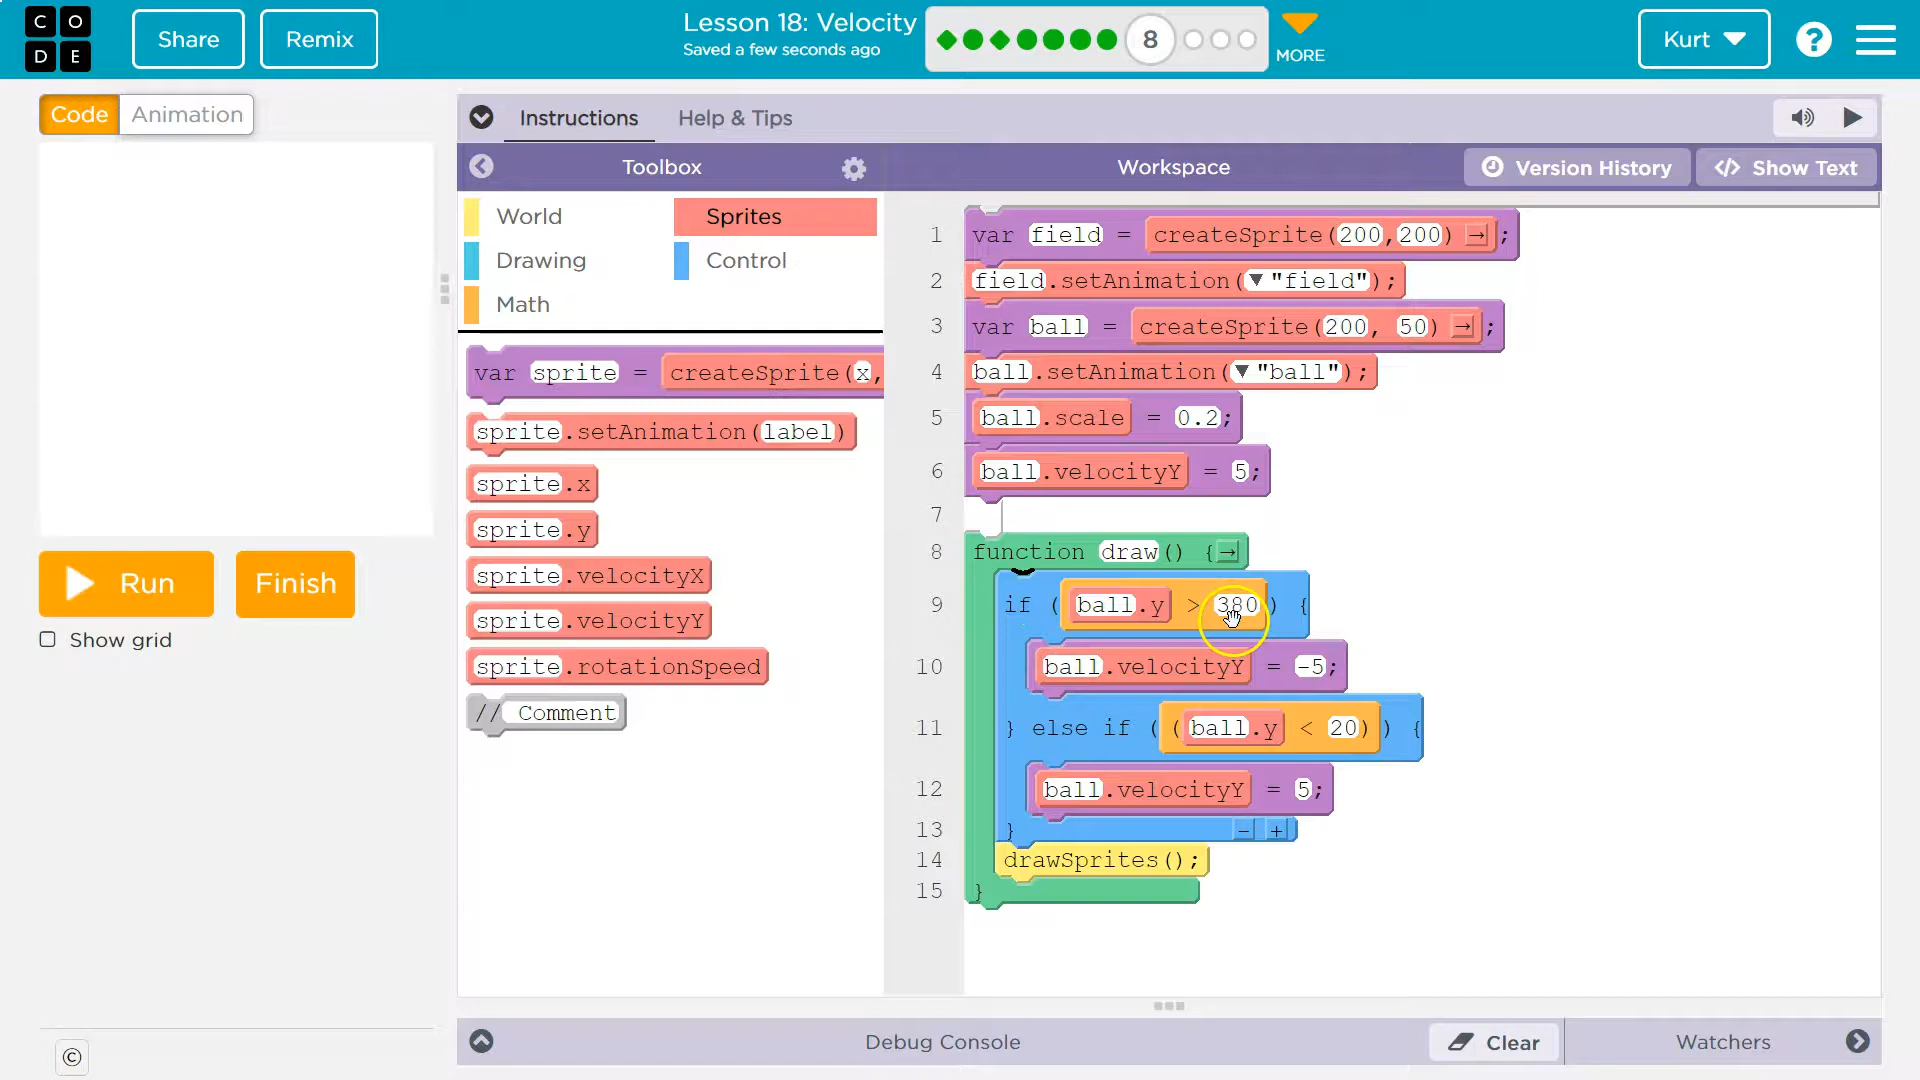 CODE
Share
Remix
Lesson 18: Velocity
Saved a few seconds ago
8
MORE
Kurt
?
Code
Animation
Instructions
Help & Tips
Toolbox
Workspace
Version History
</> Show Text
World
Sprites
Drawing
Control
Math
var sprite = createSprite(x,
sprite.setAnimation(label)
sprite.x
sprite.y
sprite.velocityX
sprite.velocityY
sprite.rotationSpeed
// Comment
1 var field = createSprite(200,200) → ;
2 field.setAnimation(▼"field");
3 var ball = createSprite(200, 50) → ;
4 ball.setAnimation(▼"ball");
5 ball.scale = 0.2;
6 ball.velocityY = 5;
7
8 function draw() { →
9 if (ball.y > 380) {
10 ball.velocityY = -5;
11 } else if ((ball.y < 20)) {
12 ball.velocityY = 5;
13 } - +
14 drawSprites();
15 }
Run
Finish
Show grid
©
Debug Console
Clear
Watchers